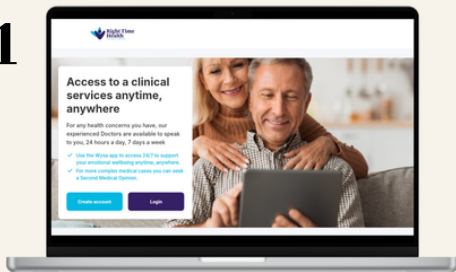 1
Right Time
Health
Access to a clinical
services anytime,
anywhere
For any health concerns you have, our
experienced Doctors are available to speak
to you, 24 hours a day, 7 days a week
Use the Wysa app to access 24/7 to support
your emotional wellbeing anytime, anywhere.
For more complex medical cases you can seek
a Second Medical Opinion.
Create account
Login